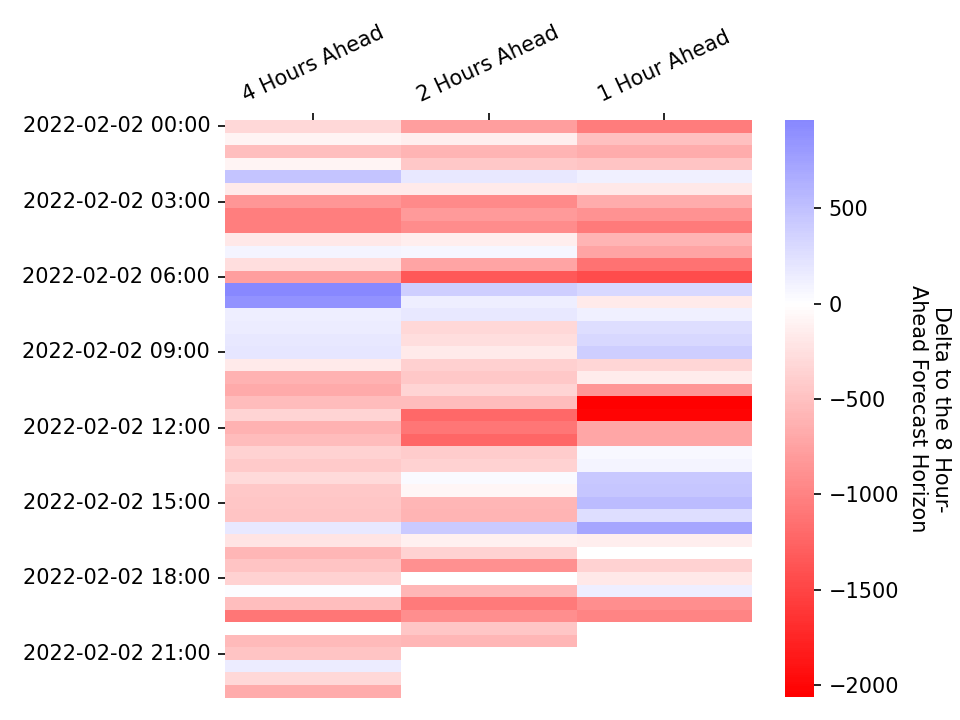 4 Hours Ahead
2 Hours Ahead
1 Hour Ahead
2022-02-02 00:00
2022-02-02 03:00
2022-02-02 06:00
2022-02-02 09:00
2022-02-02 12:00
2022-02-02 15:00
2022-02-02 18:00
2022-02-02 21:00
500
0
−500
−1000
−1500
−2000
Delta to the 8 Hour-
Ahead Forecast Horizon